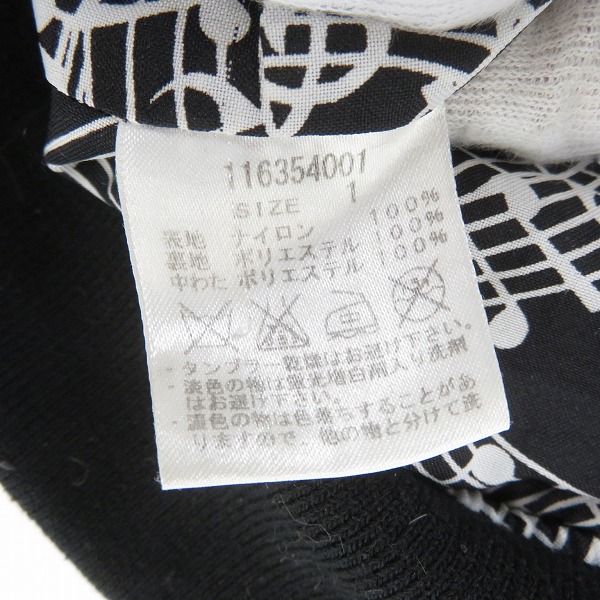 116354001
SIZE 1
表地 ナイロン 100%
裏地 ポリエステル 100%
中わた ポリエステル 100%
・タンブラー乾燥はお避け下さい。
・淡色の物は蛍光増白剤入り洗剤
はお避け下さい。
・濃色の物は色落ちすることがあ
りますので、他の物と分けて洗